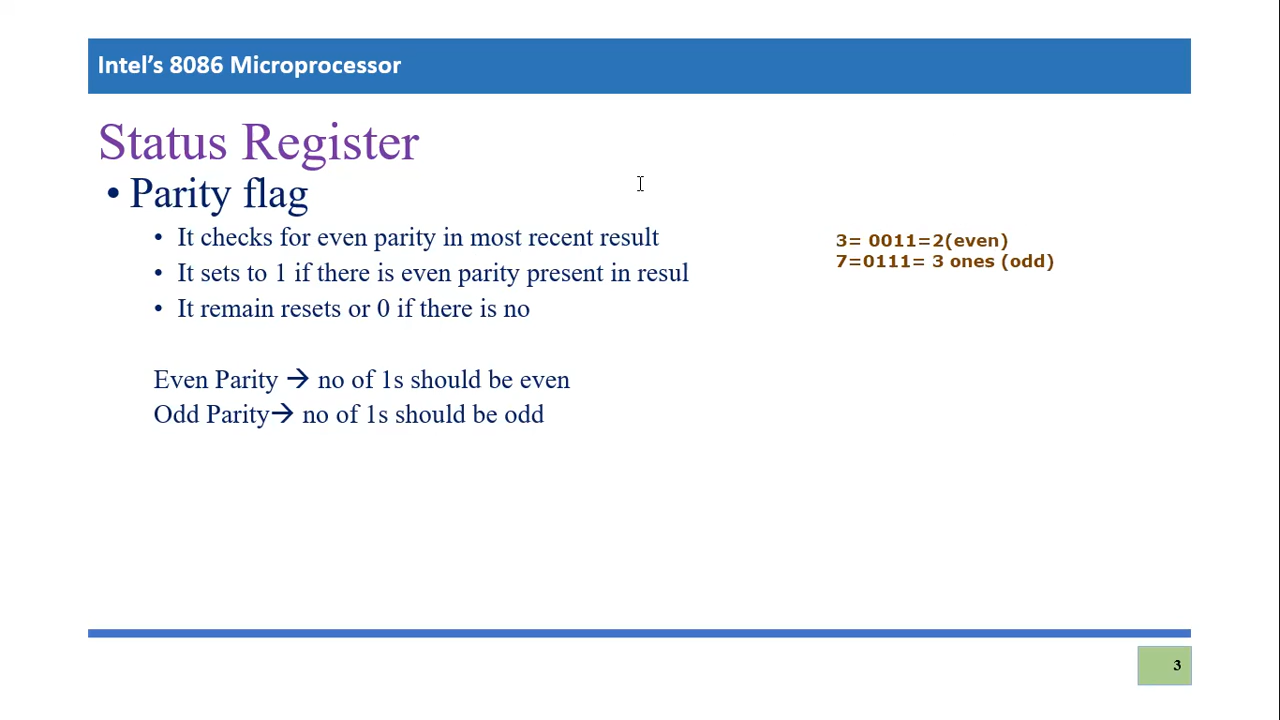 Intel’s 8086 Microprocessor
Status Register
• Parity flag
• It checks for even parity in most recent result
• It sets to 1 if there is even parity present in resul
• It remain resets or 0 if there is no
3= 0011=2(even)
7=0111= 3 ones (odd)
Even Parity → no of 1s should be even
Odd Parity→ no of 1s should be odd
3